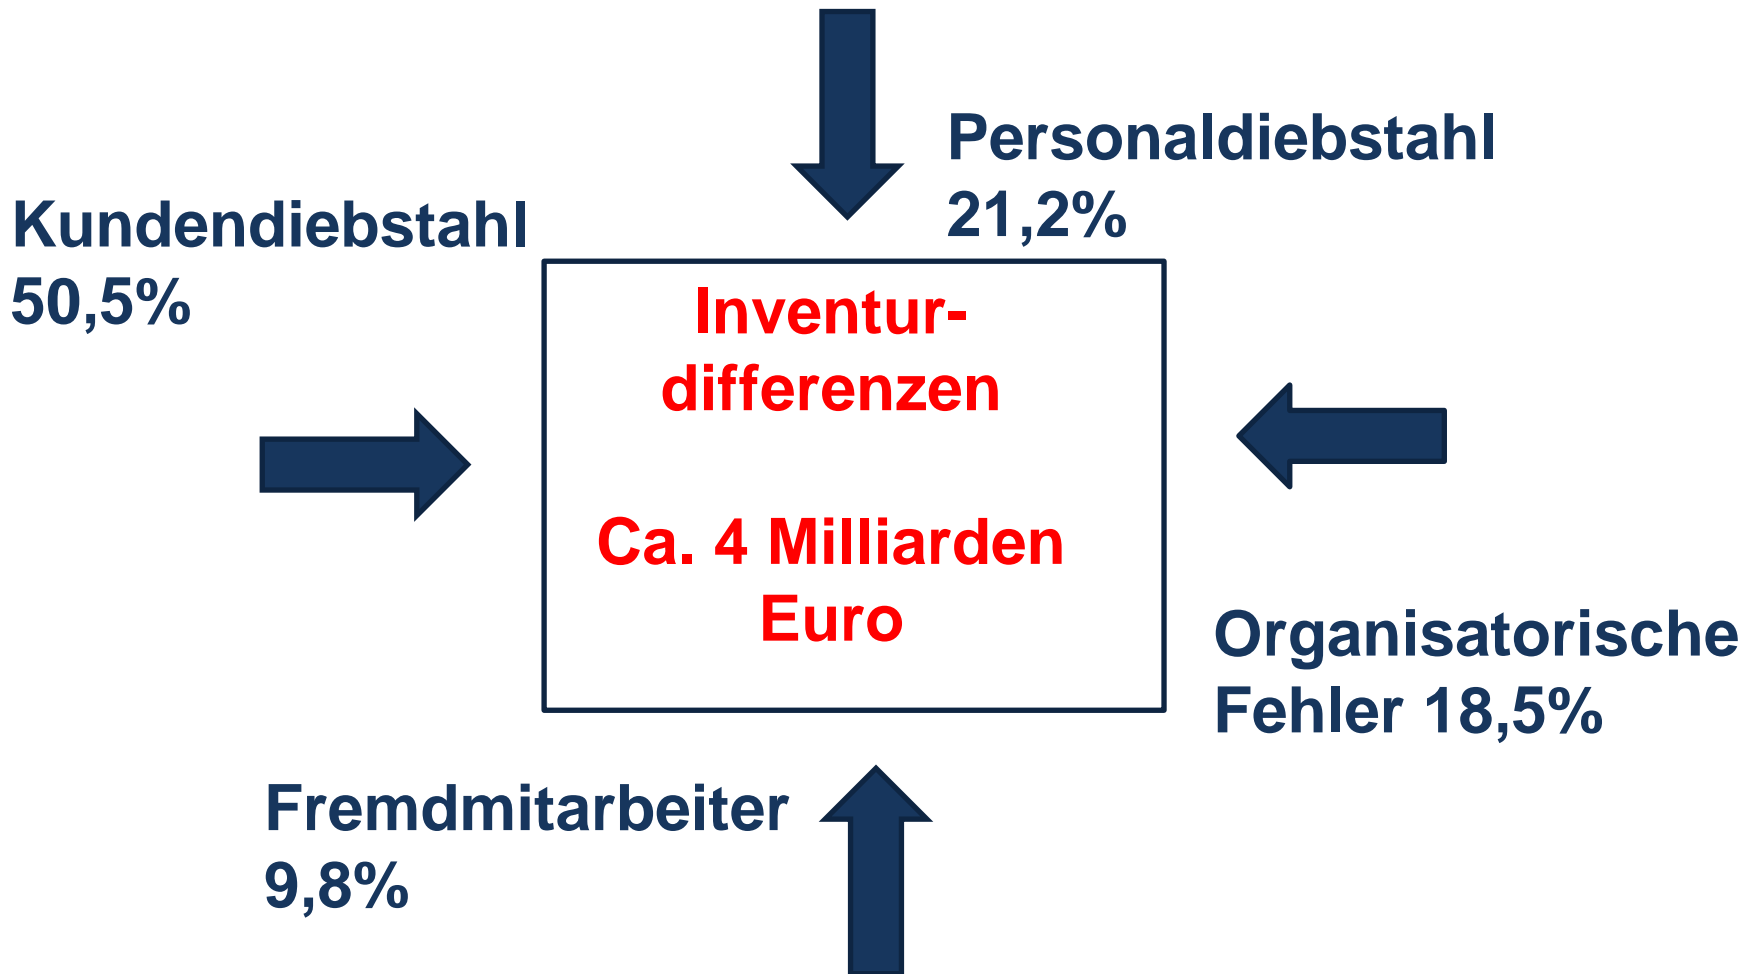 Personaldiebstahl
21,2%
Kundendiebstahl
50,5%
Inventur-
differenzen
Ca. 4 Milliarden
Euro
Organisatorische
Fehler 18,5%
Fremdmitarbeiter
9,8%